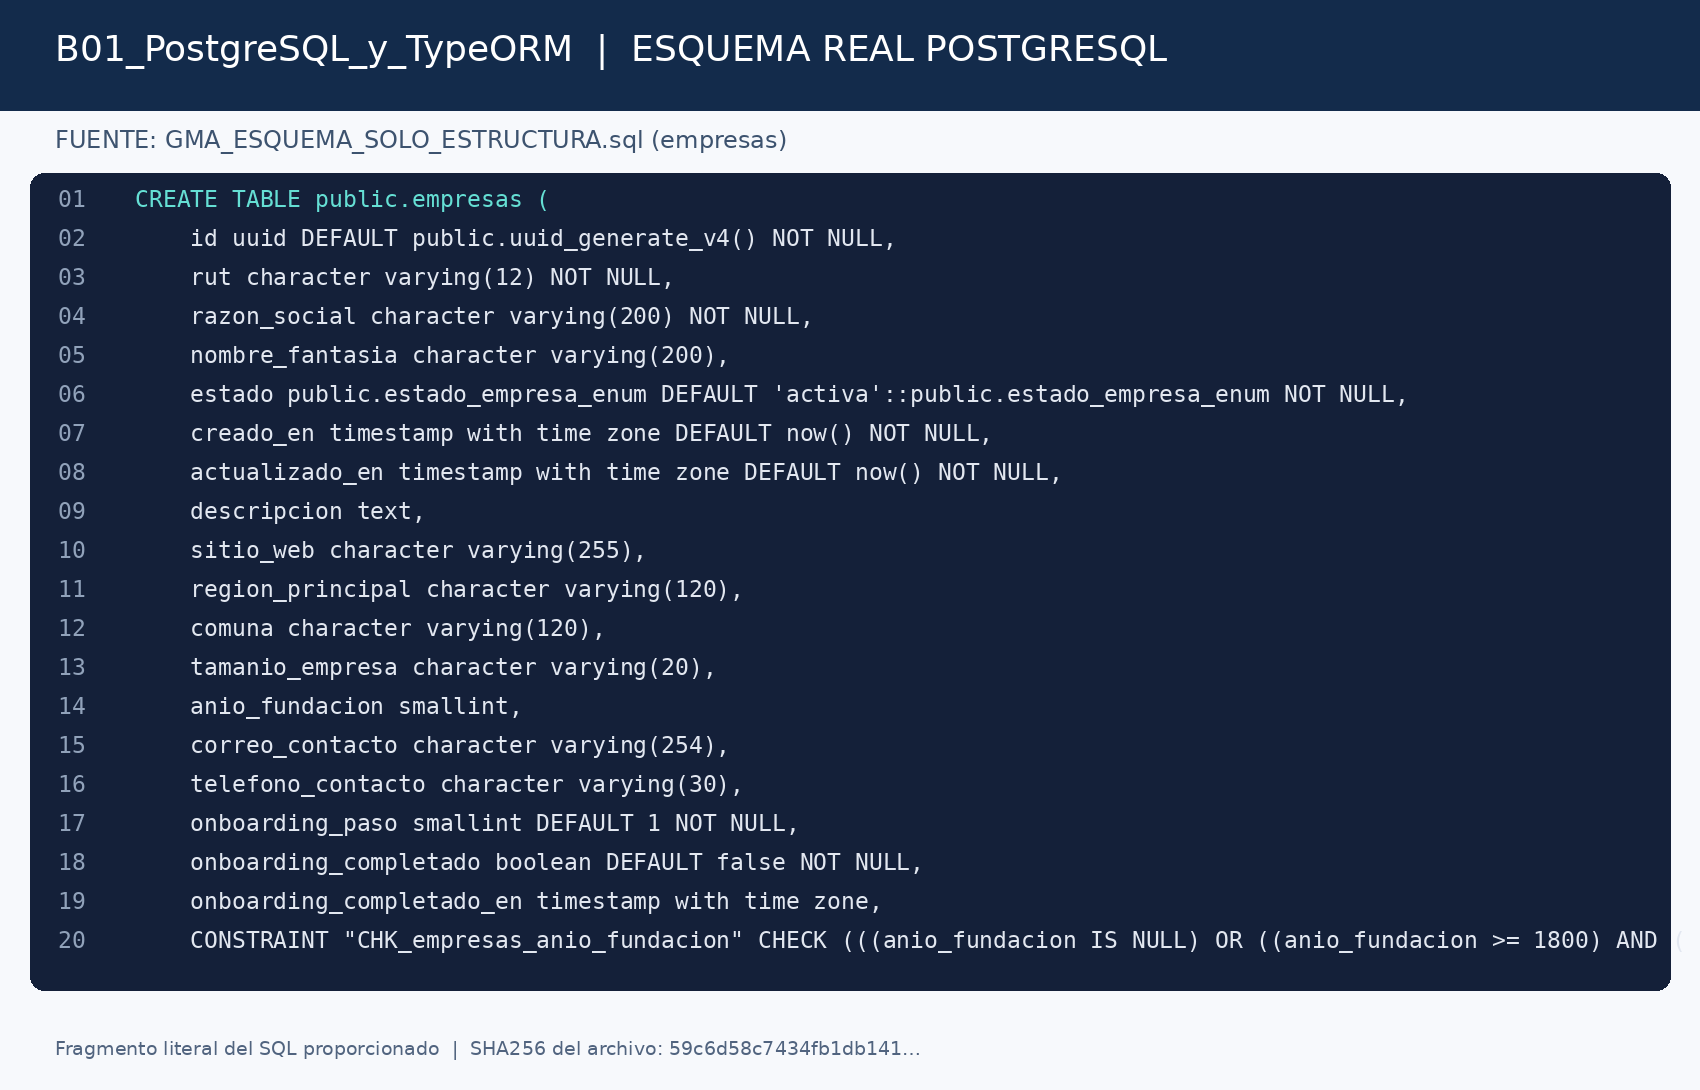 B01_PostgreSQL_y_TypeORM | ESQUEMA REAL POSTGRESQL
FUENTE: GMA_ESQUEMA_SOLO_ESTRUCTURA.sql (empresas)
01 CREATE TABLE public.empresas (
02 id uuid DEFAULT public.uuid_generate_v4() NOT NULL,
03 rut character varying(12) NOT NULL,
04 razon_social character varying(200) NOT NULL,
05 nombre_fantasia character varying(200),
06 estado public.estado_empresa_enum DEFAULT 'activa'::public.estado_empresa_enum NOT NULL,
07 creado_en timestamp with time zone DEFAULT now() NOT NULL,
08 actualizado_en timestamp with time zone DEFAULT now() NOT NULL,
09 descripcion text,
10 sitio_web character varying(255),
11 region_principal character varying(120),
12 comuna character varying(120),
13 tamanio_empresa character varying(20),
14 anio_fundacion smallint,
15 correo_contacto character varying(254),
16 telefono_contacto character varying(30),
17 onboarding_paso smallint DEFAULT 1 NOT NULL,
18 onboarding_completado boolean DEFAULT false NOT NULL,
19 onboarding_completado_en timestamp with time zone,
20 CONSTRAINT "CHK_empresas_anio_fundacion" CHECK (((anio_fundacion IS NULL) OR ((anio_fundacion >= 1800) AND (
Fragmento literal del SQL proporcionado | SHA256 del archivo: 59c6d58c7434fb1db141...